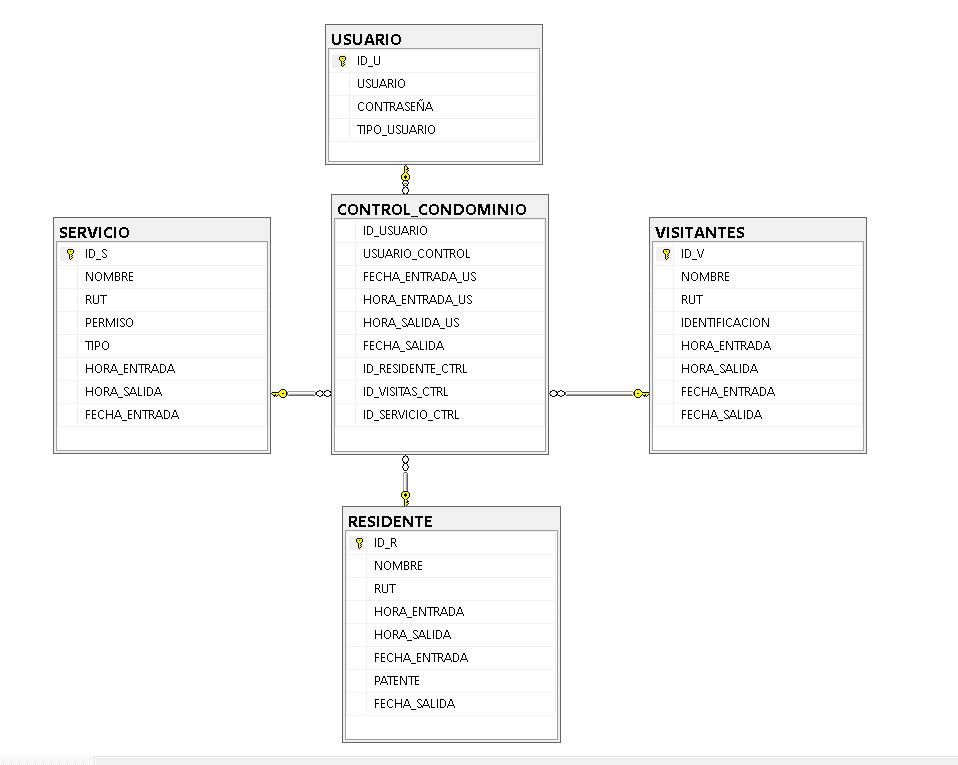 USUARIO
ID_U
USUARIO
CONTRASEÑA
TIPO_USUARIO
SERVICIO
ID_S
NOMBRE
RUT
PERMISO
TIPO
HORA_ENTRADA
HORA_SALIDA
FECHA_ENTRADA
CONTROL_CONDOMINIO
ID_USUARIO
USUARIO_CONTROL
FECHA_ENTRADA_US
HORA_ENTRADA_US
HORA_SALIDA_US
FECHA_SALIDA
ID_RESIDENTE_CTRL
ID_VISITAS_CTRL
ID_SERVICIO_CTRL
VISITANTES
ID_V
NOMBRE
RUT
IDENTIFICACION
HORA_ENTRADA
HORA_SALIDA
FECHA_ENTRADA
FECHA_SALIDA
RESIDENTE
ID_R
NOMBRE
RUT
HORA_ENTRADA
HORA_SALIDA
FECHA_ENTRADA
PATENTE
FECHA_SALIDA